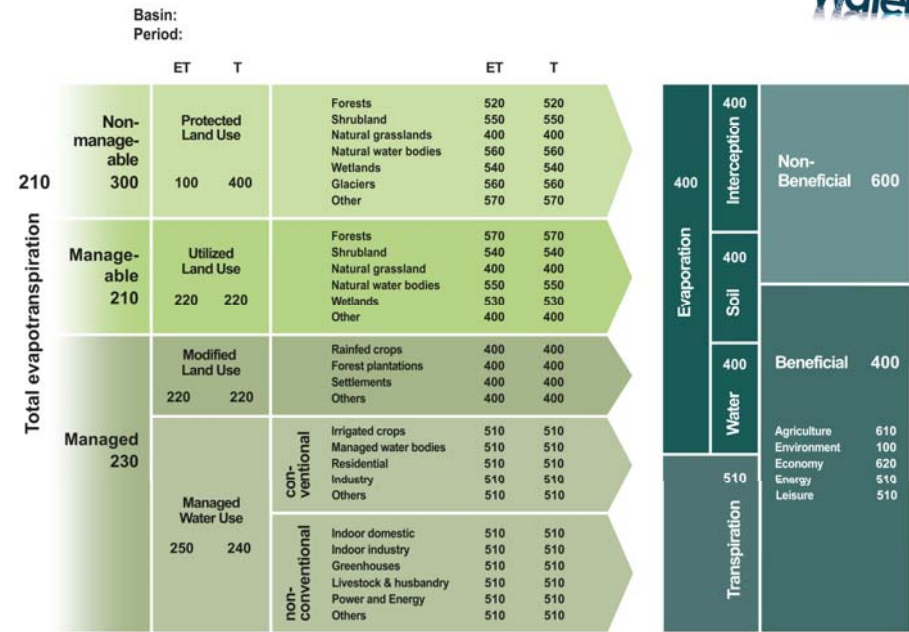 Basin:
Period:
ET T ET T
210
Total evapotranspiration
Non-
manage-
able
300
Protected
Land Use
100 400
Forests 520 520
Shrubland 550 550
Natural grasslands 400 400
Natural water bodies 560 560
Wetlands 540 540
Glaciers 560 560
Other 570 570
Manage-
able
210
Utilized
Land Use
220 220
Forests 570 570
Shrubland 540 540
Natural grassland 400 400
Natural water bodies 550 550
Wetlands 530 530
Other 400 400
Managed
230
Modified
Land Use
220 220
Rainfed crops 400 400
Forest plantations 400 400
Settlements 400 400
Others 400 400
Managed
Water Use
250 240
con-
ventional
Irrigated crops 510 510
Managed water bodies 510 510
Residential 510 510
Industry 510 510
Others 510 510
non-
conventional
Indoor domestic 510 510
Indoor industry 510 510
Greenhouses 510 510
Livestock & husbandry 510 510
Power and Energy 510 510
Others 510 510
400
Evaporation
400
Interception
400
Soil
400
Water
510
Transpiration
Non-
Beneficial 600
Beneficial 400
Agriculture 610
Environment 100
Economy 620
Energy 510
Leisure 510